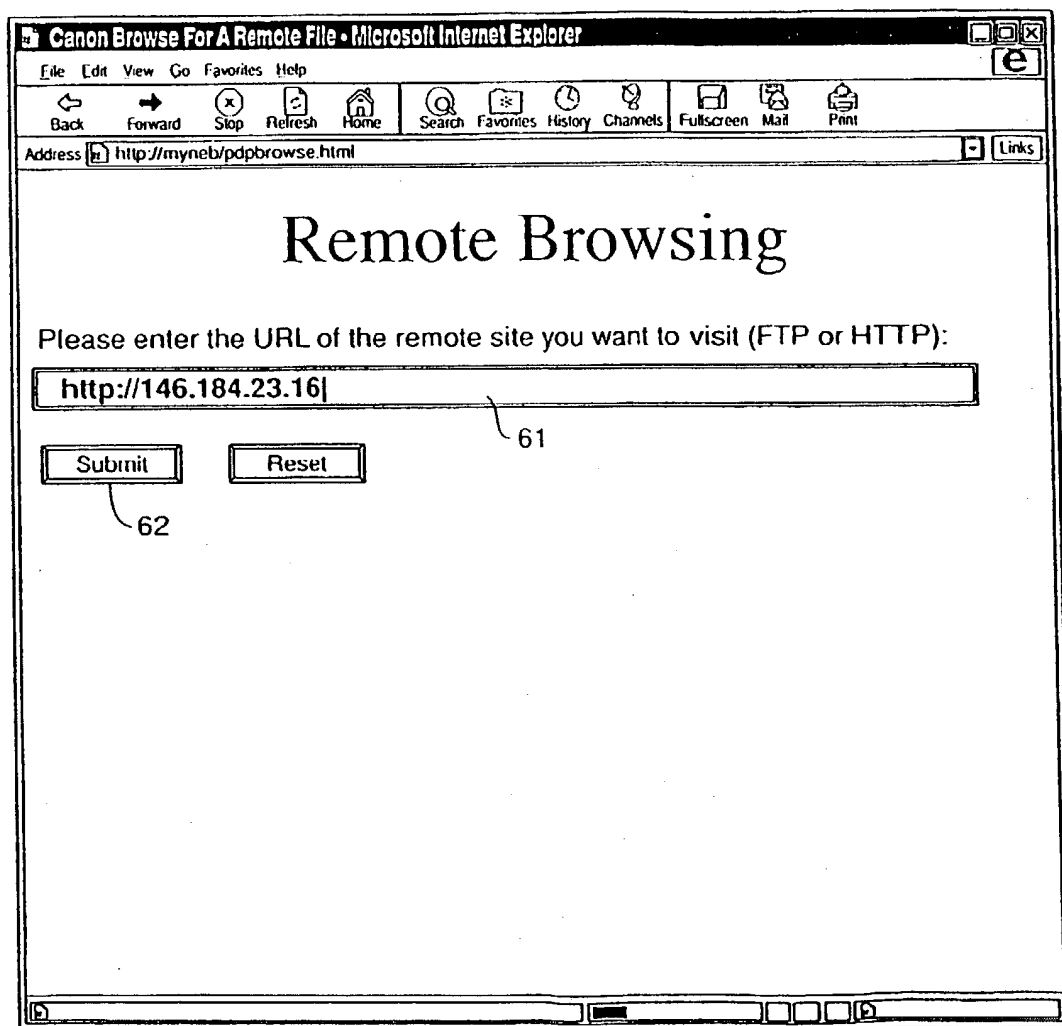 Canon Browse For A Remote File • Microsoft Internet Explorer
File Edit View Go Favorites Help
Back Forward Stop Refresh Home Search Favorites History Channels Fullscreen Mail Print
Address http://myneb/pdpbrowse.html Links
Remote Browsing
Please enter the URL of the remote site you want to visit (FTP or HTTP):
http://146.184.23.16
61
Submit Reset
62